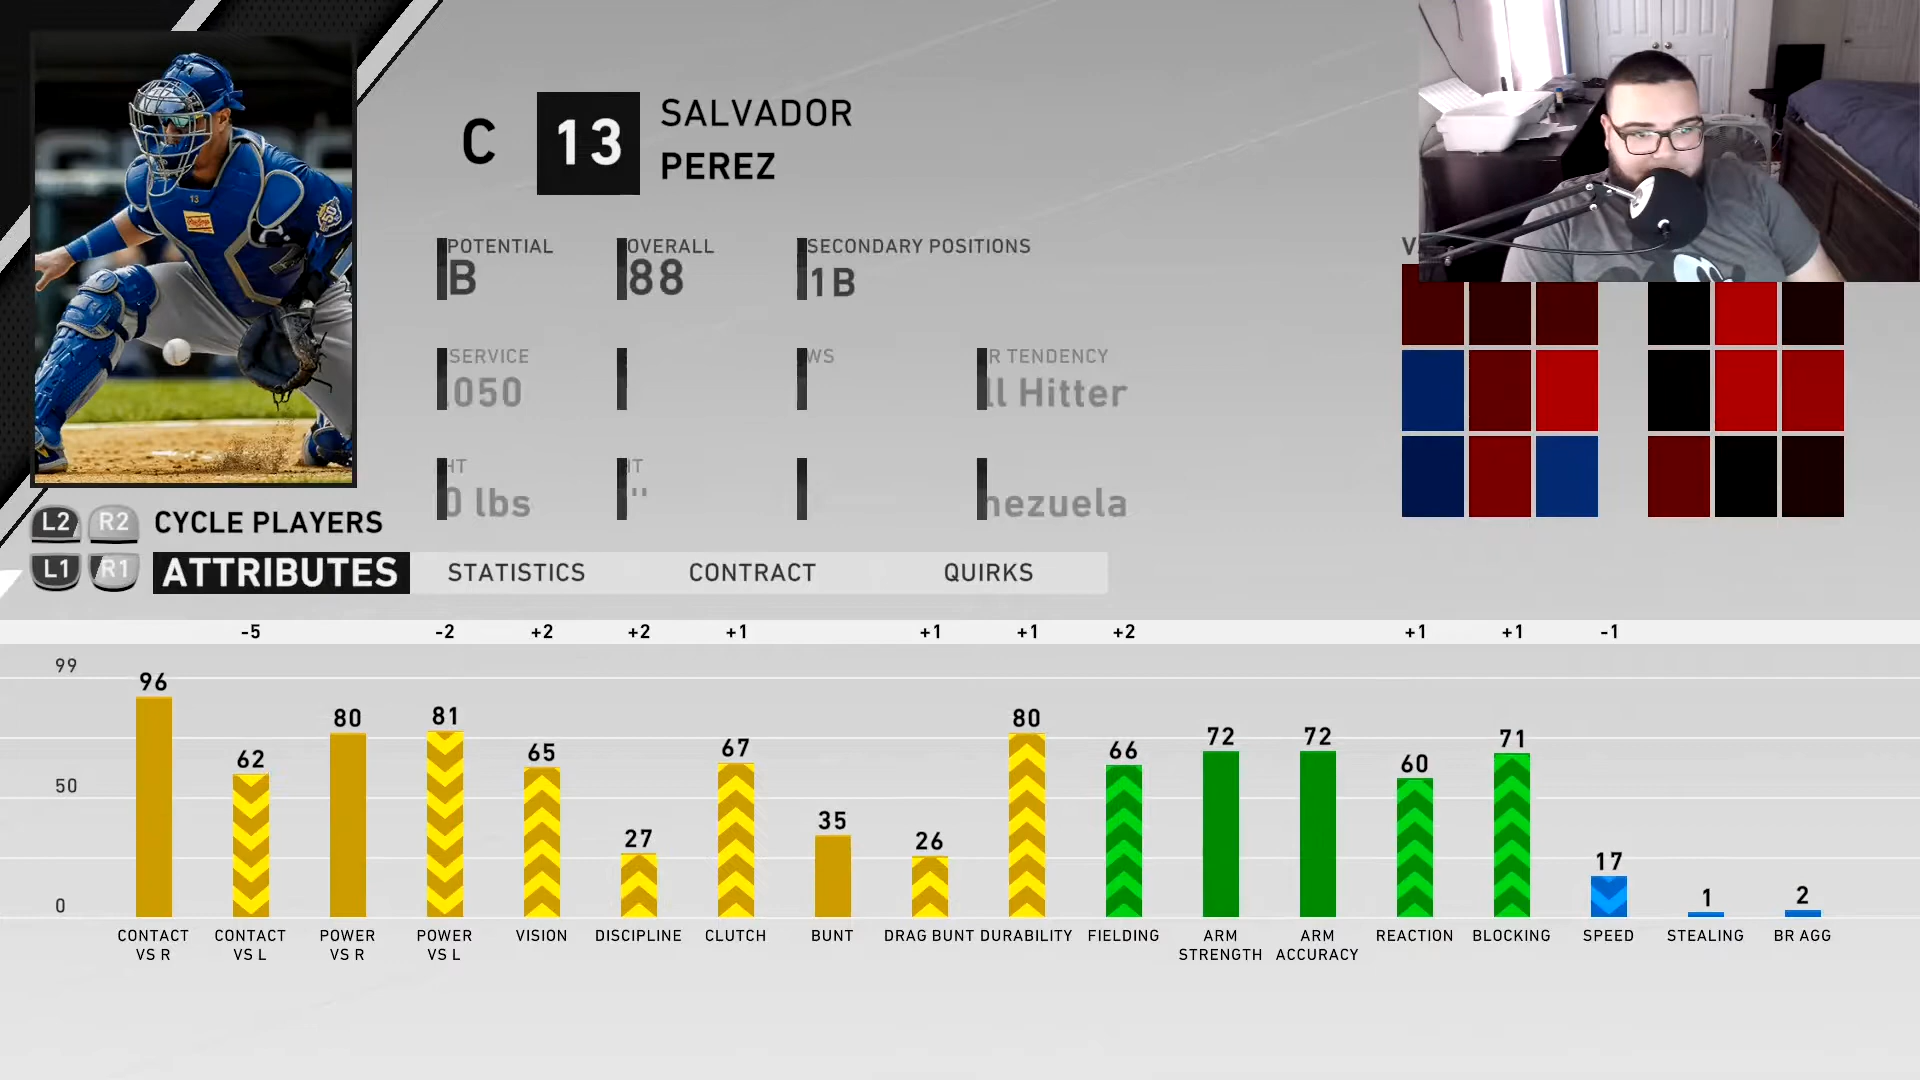 C
13
SALVADOR
PEREZ
POTENTIAL
OVERALL
SECONDARY POSITIONS
B
88
1B
SERVICE
WS
R TENDENCY
050
ll Hitter
HT
0 lbs
''
nezuela
L2 R2 CYCLE PLAYERS
L1 R1 ATTRIBUTES STATISTICS CONTRACT QUIRKS
-5 -2 +2 +2 +1 +1 +1 +2 +1 +1 -1
99
50
0
96 62 80 81 65 27 67 35 26 80 66 72 72 60 71 17 1 2
CONTACT VS R
CONTACT VS L
POWER VS R
POWER VS L
VISION
DISCIPLINE
CLUTCH
BUNT
DRAG BUNT
DURABILITY
FIELDING
ARM STRENGTH
ARM ACCURACY
REACTION
BLOCKING
SPEED
STEALING
BR AGG